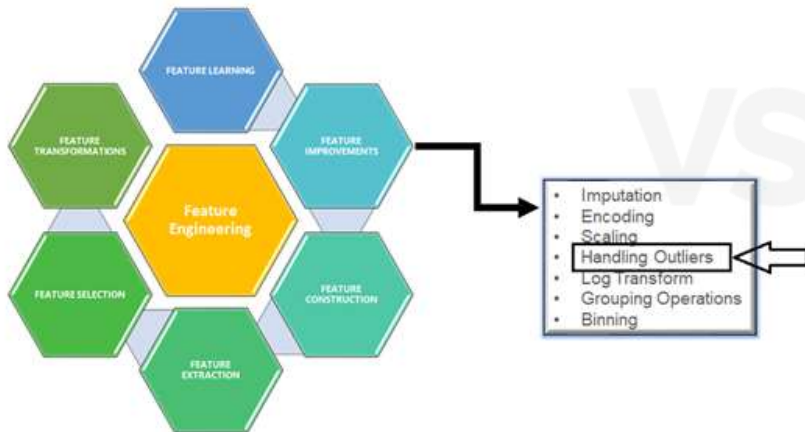 FEATURE LEARNING
FEATURE
TRANSFORMATIONS
FEATURE
IMPROVEMENTS
Feature
Engineering
FEATURE SELECTION
FEATURE
CONSTRUCTION
FEATURE
EXTRACTION
VS
• Imputation
• Encoding
• Scaling
• Handling Outliers
• Log Transform
• Grouping Operations
• Binning